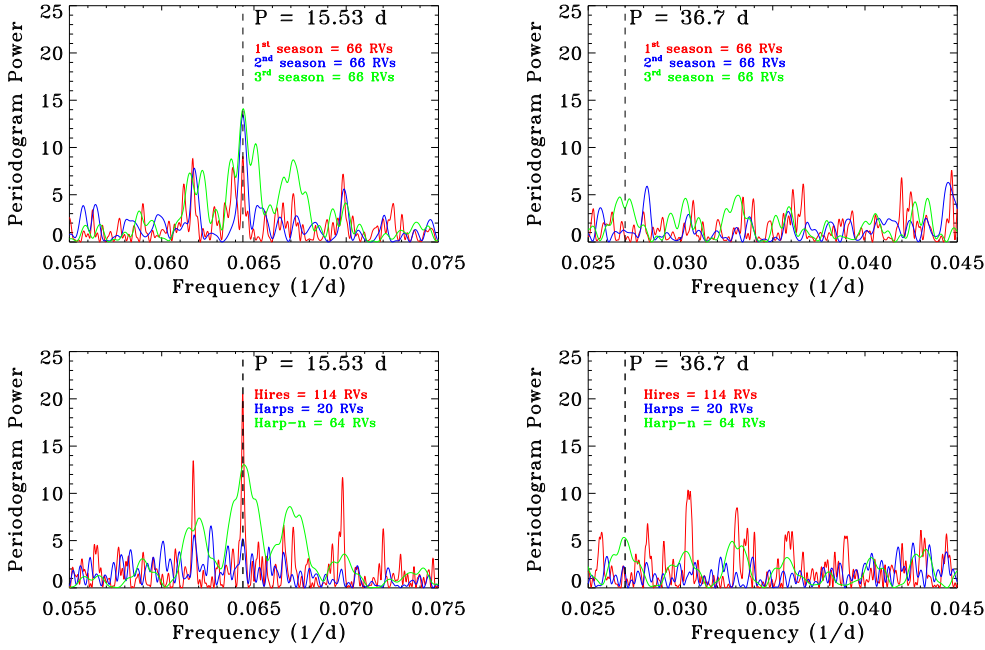 P = 15.53 d
1st season = 66 RVs
2nd season = 66 RVs
3rd season = 66 RVs
Periodogram Power
25
20
15
10
5
0
0.055 0.060 0.065 0.070 0.075
Frequency (1/d)
P = 36.7 d
1st season = 66 RVs
2nd season = 66 RVs
3rd season = 66 RVs
Periodogram Power
25
20
15
10
5
0
0.025 0.030 0.035 0.040 0.045
Frequency (1/d)
P = 15.53 d
Hires = 114 RVs
Harps = 20 RVs
Harp-n = 64 RVs
Periodogram Power
25
20
15
10
5
0
0.055 0.060 0.065 0.070 0.075
Frequency (1/d)
P = 36.7 d
Hires = 114 RVs
Harps = 20 RVs
Harp-n = 64 RVs
Periodogram Power
25
20
15
10
5
0
0.025 0.030 0.035 0.040 0.045
Frequency (1/d)